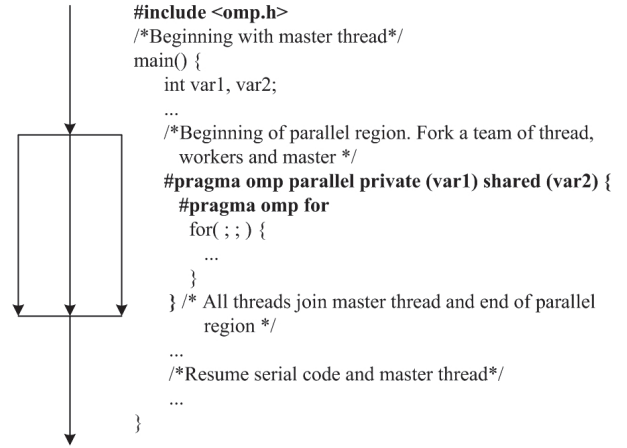 #include <omp.h>
/*Beginning with master thread*/
main() {
int var1, var2;
...
/*Beginning of parallel region. Fork a team of thread,
workers and master */
#pragma omp parallel private (var1) shared (var2) {
#pragma omp for
for( ; ; ) {
...
}
} /* All threads join master thread and end of parallel
region */
...
/*Resume serial code and master thread*/
...
}